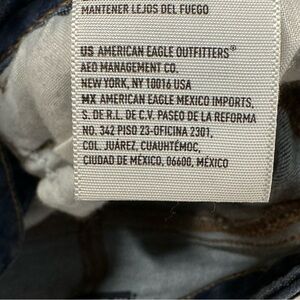 MANTENER LEJOS DEL FUEGO
US AMERICAN EAGLE OUTFITTERS®
AEO MANAGEMENT CO.
NEW YORK, NY 10016 USA
MX AMERICAN EAGLE MEXICO IMPORTS,
S. DE R.L. DE C.V. PASEO DE LA REFORMA
NO. 342 PISO 23-OFICINA 2301,
COL. JUÁREZ, CUAUHTÉMOC,
CIUDAD DE MÉXICO, 06600, MÉXICO